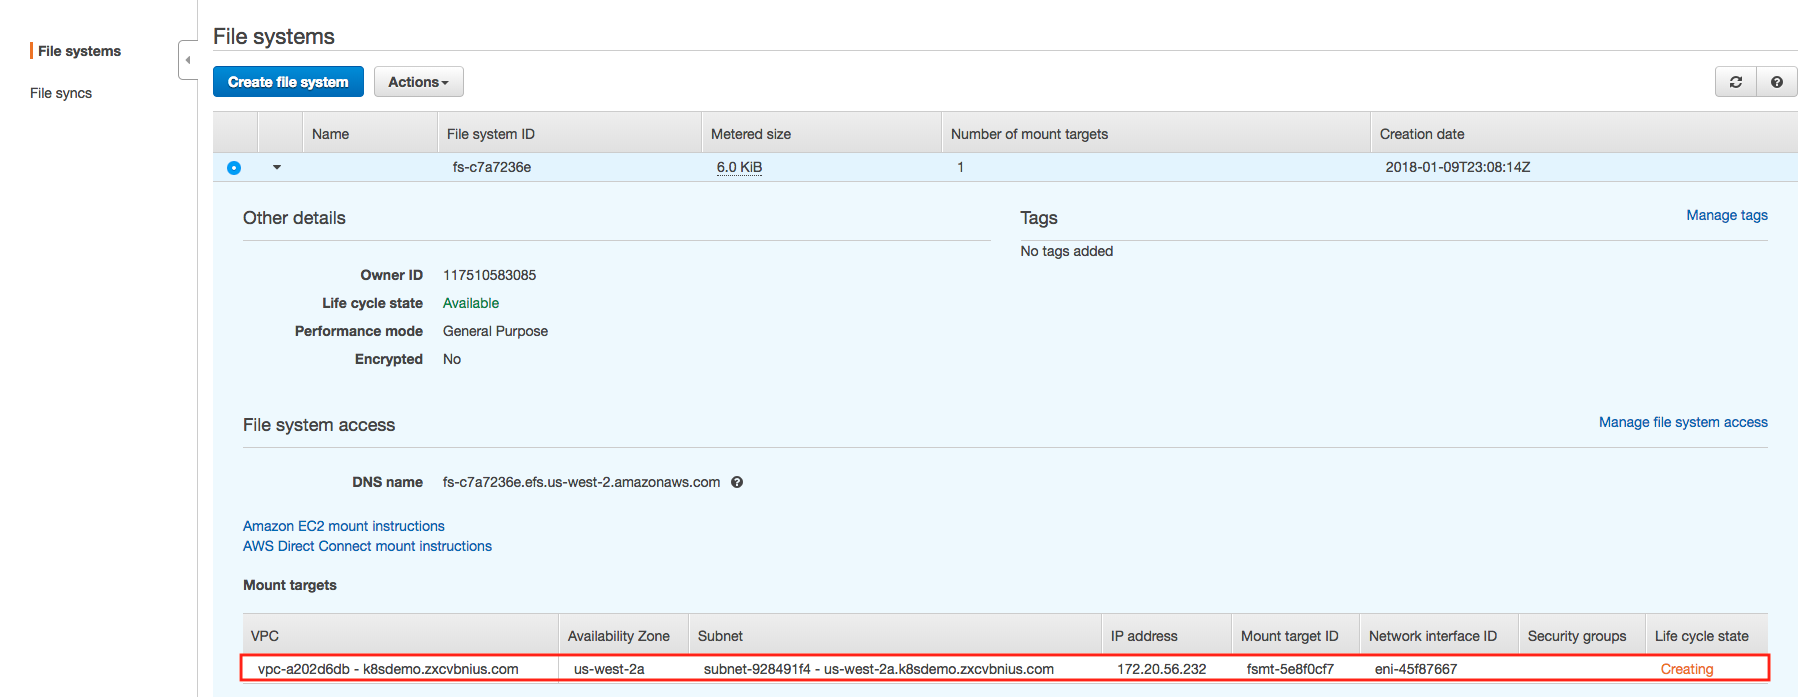 File systems
File syncs
File systems
Create file system Actions
Name File system ID Metered size Number of mount targets Creation date
fs-c7a7236e 6.0 KiB 1 2018-01-09T23:08:14Z
Other details Tags Manage tags
No tags added
Owner ID 117510583085
Life cycle state Available
Performance mode General Purpose
Encrypted No
File system access Manage file system access
DNS name fs-c7a7236e.efs.us-west-2.amazonaws.com ?
Amazon EC2 mount instructions
AWS Direct Connect mount instructions
Mount targets
VPC Availability Zone Subnet IP address Mount target ID Network interface ID Security groups Life cycle state
vpc-a202d6db - k8sdemo.zxcvbnius.com us-west-2a subnet-928491f4 - us-west-2a.k8sdemo.zxcvbnius.com 172.20.56.232 fsmt-5e8f0cf7 eni-45f87667 Creating